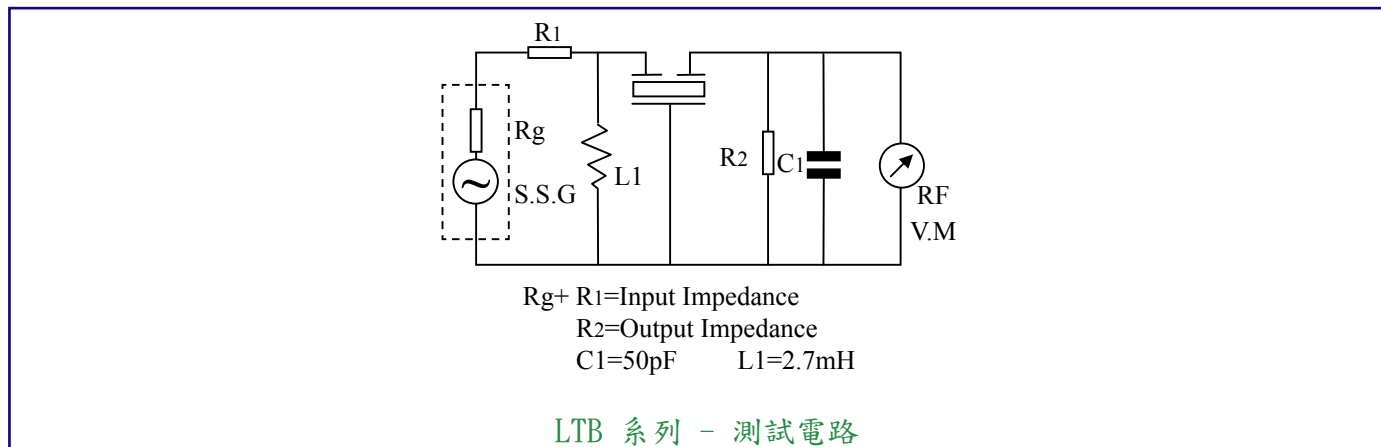 R1
Rg
S.S.G
L1
R2
C1
RF
V.M
Rg+ R1=Input Impedance
R2=Output Impedance
C1=50pF L1=2.7mH
LTB 系列 - 測試電路